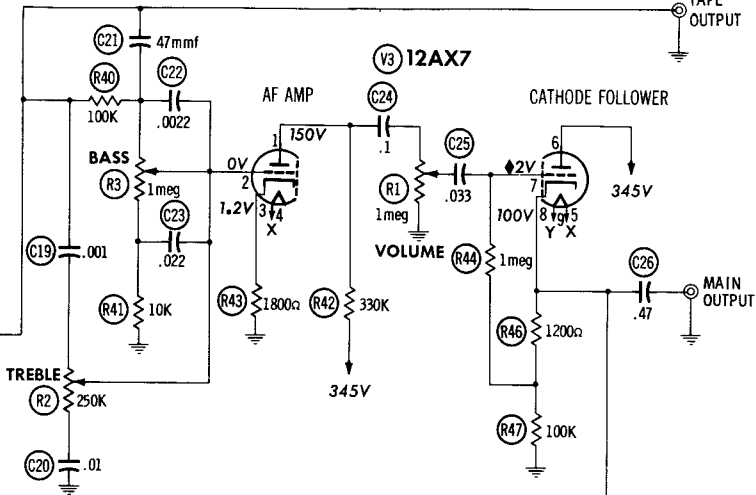 TAPE
OUTPUT
C21
47mmf
V3 12AX7
R40
100K
C22
.0022
AF AMP
C24
.1
CATHODE FOLLOWER
1
150V
6
BASS
R3
1meg
0V
2
1.2V
3
4
X
R1
1meg
VOLUME
C25
.033
♦2V
7
100V
8
9
5
Y
X
345V
C23
.022
C19
.001
R44
1meg
C26
.47
MAIN
OUTPUT
R41
10K
R43
1800Ω
R42
330K
R46
1200Ω
TREBLE
R2
250K
345V
R47
100K
C20
.01